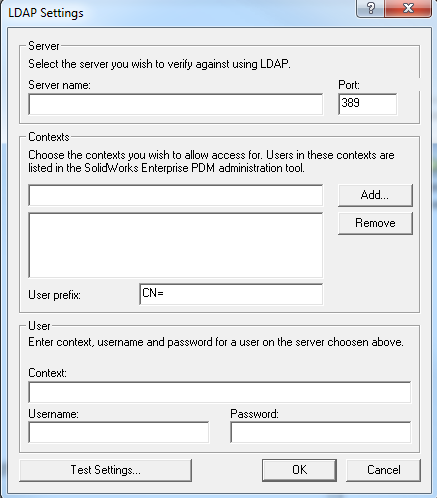 LDAP Settings
Server
Select the server you wish to verify against using LDAP.
Server name:
Port:
389
Contexts
Choose the contexts you wish to allow access for. Users in these contexts are
listed in the SolidWorks Enterprise PDM administration tool.
Add...
Remove
User prefix:
CN=
User
Enter context, username and password for a user on the server choosen above.
Context:
Username:
Password:
Test Settings...
OK
Cancel